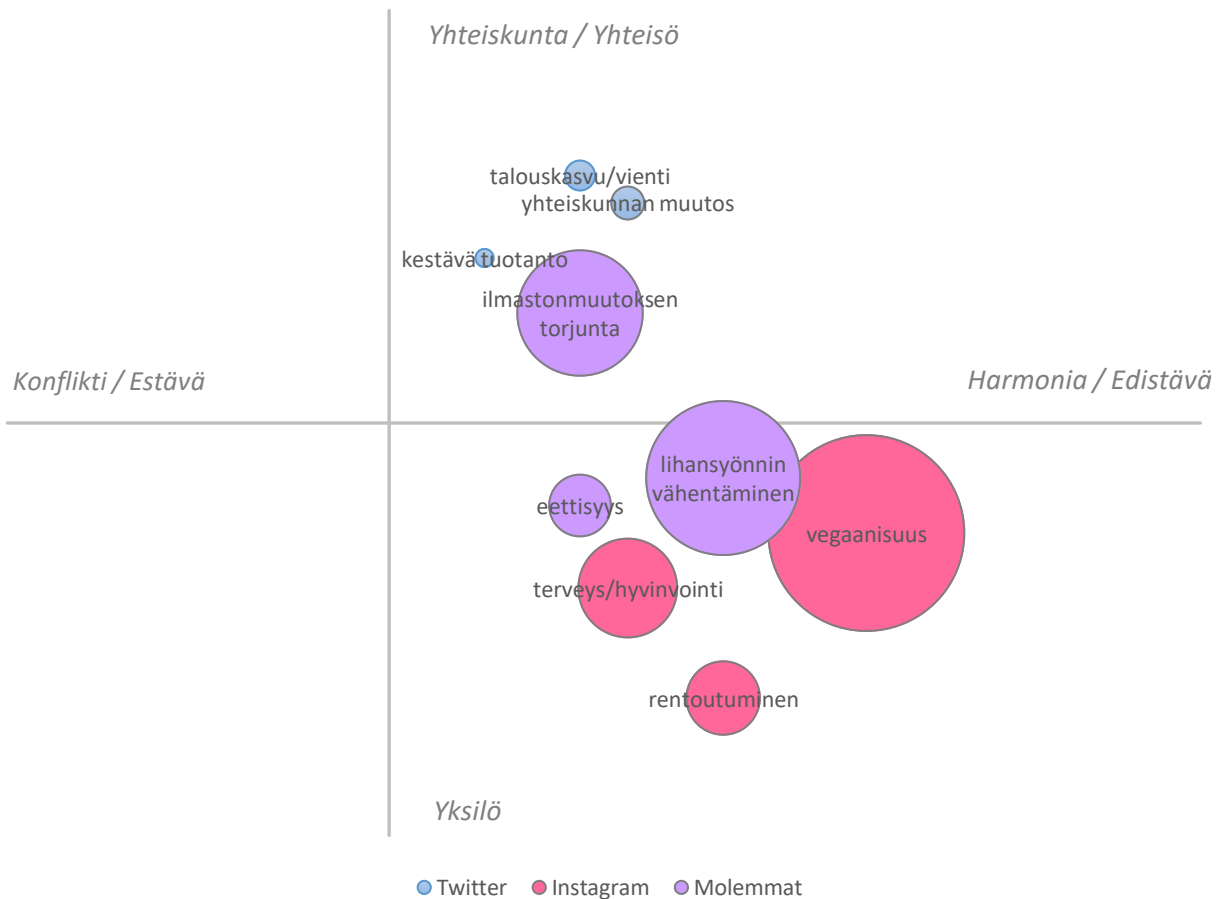 Yhteiskunta / Yhteisö
talouskasvu/vienti
yhteiskunnan muutos
kestävä tuotanto
ilmastonmuutoksen
torjunta
Konflikti / Estävä
Harmonia / Edistävä
lihansyönnin
vähentäminen
eettisyys
vegaanisuus
terveys/hyvinvointi
rentoutuminen
Yksilö
Twitter Instagram Molemmat